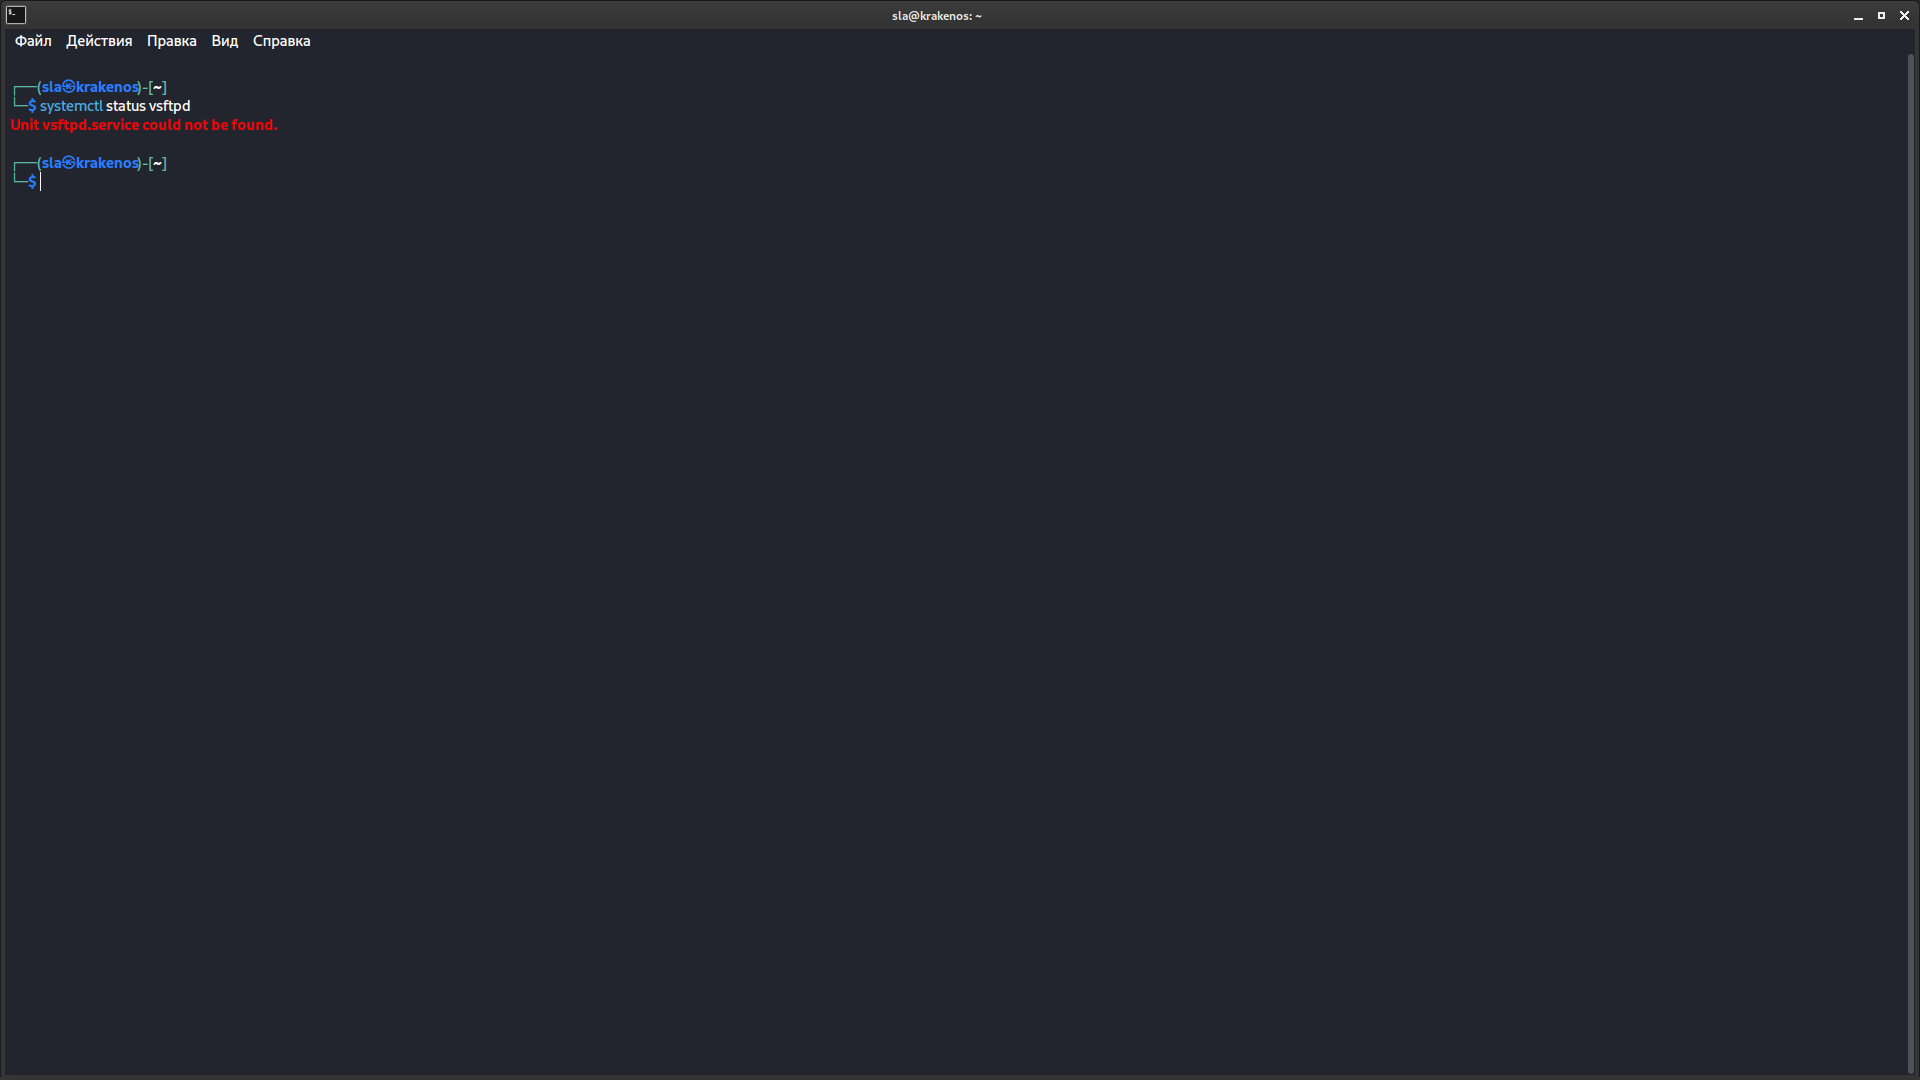 sla@krakenos: ~
Файл Действия Правка Вид Справка
┌──(sla㉿krakenos)-[~]
└─$ systemctl status vsftpd
Unit vsftpd.service could not be found.
┌──(sla㉿krakenos)-[~]
└─$